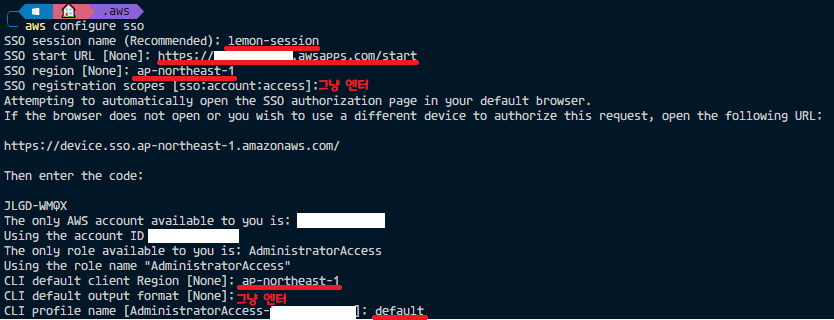 .aws
aws configure sso
SSO session name (Recommended): lemon-session
SSO start URL [None]: https:// .awsapps.com/start
SSO region [None]: ap-northeast-1
SSO registration scopes [sso:account:access]:그냥 엔터
Attempting to automatically open the SSO authorization page in your default browser.
If the browser does not open or you wish to use a different device to authorize this request, open the following URL:
https://device.sso.ap-northeast-1.amazonaws.com/
Then enter the code:
JLGD-WMQX
The only AWS account available to you is:
Using the account ID
The only role available to you is: AdministratorAccess
Using the role name "AdministratorAccess"
CLI default client Region [None]: ap-northeast-1
CLI default output format [None]:그냥 엔터
CLI profile name [AdministratorAccess- ]: default